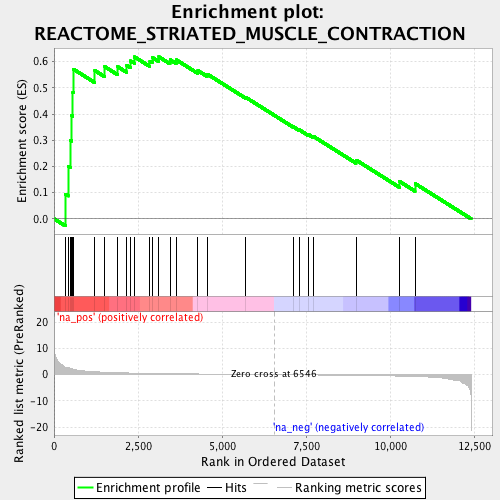 Enrichment plot:
REACTOME_STRIATED_MUSCLE_CONTRACTION
Enrichment score (ES)
0.6
0.5
0.4
0.3
0.2
0.1
0.0
'na_pos' (positively correlated)
Ranked list metric (PreRanked)
20
10
0
-10
-20
Zero cross at 6546
'na_neg' (negatively correlated)
0
2,500
5,000
7,500
10,000
12,500
Rank in Ordered Dataset
Enrichment profile
Hits
Ranking metric scores